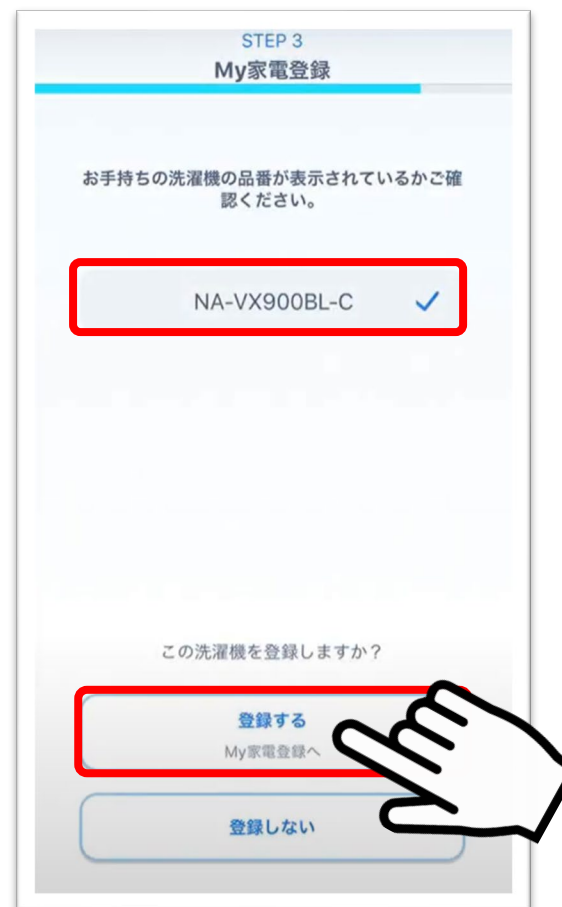 STEP 3
My家電登録
お手持ちの洗濯機の品番が表示されているかご確
認ください。
NA-VX900BL-C
この洗濯機を登録しますか？
登録する
My家電登録へ
登録しない